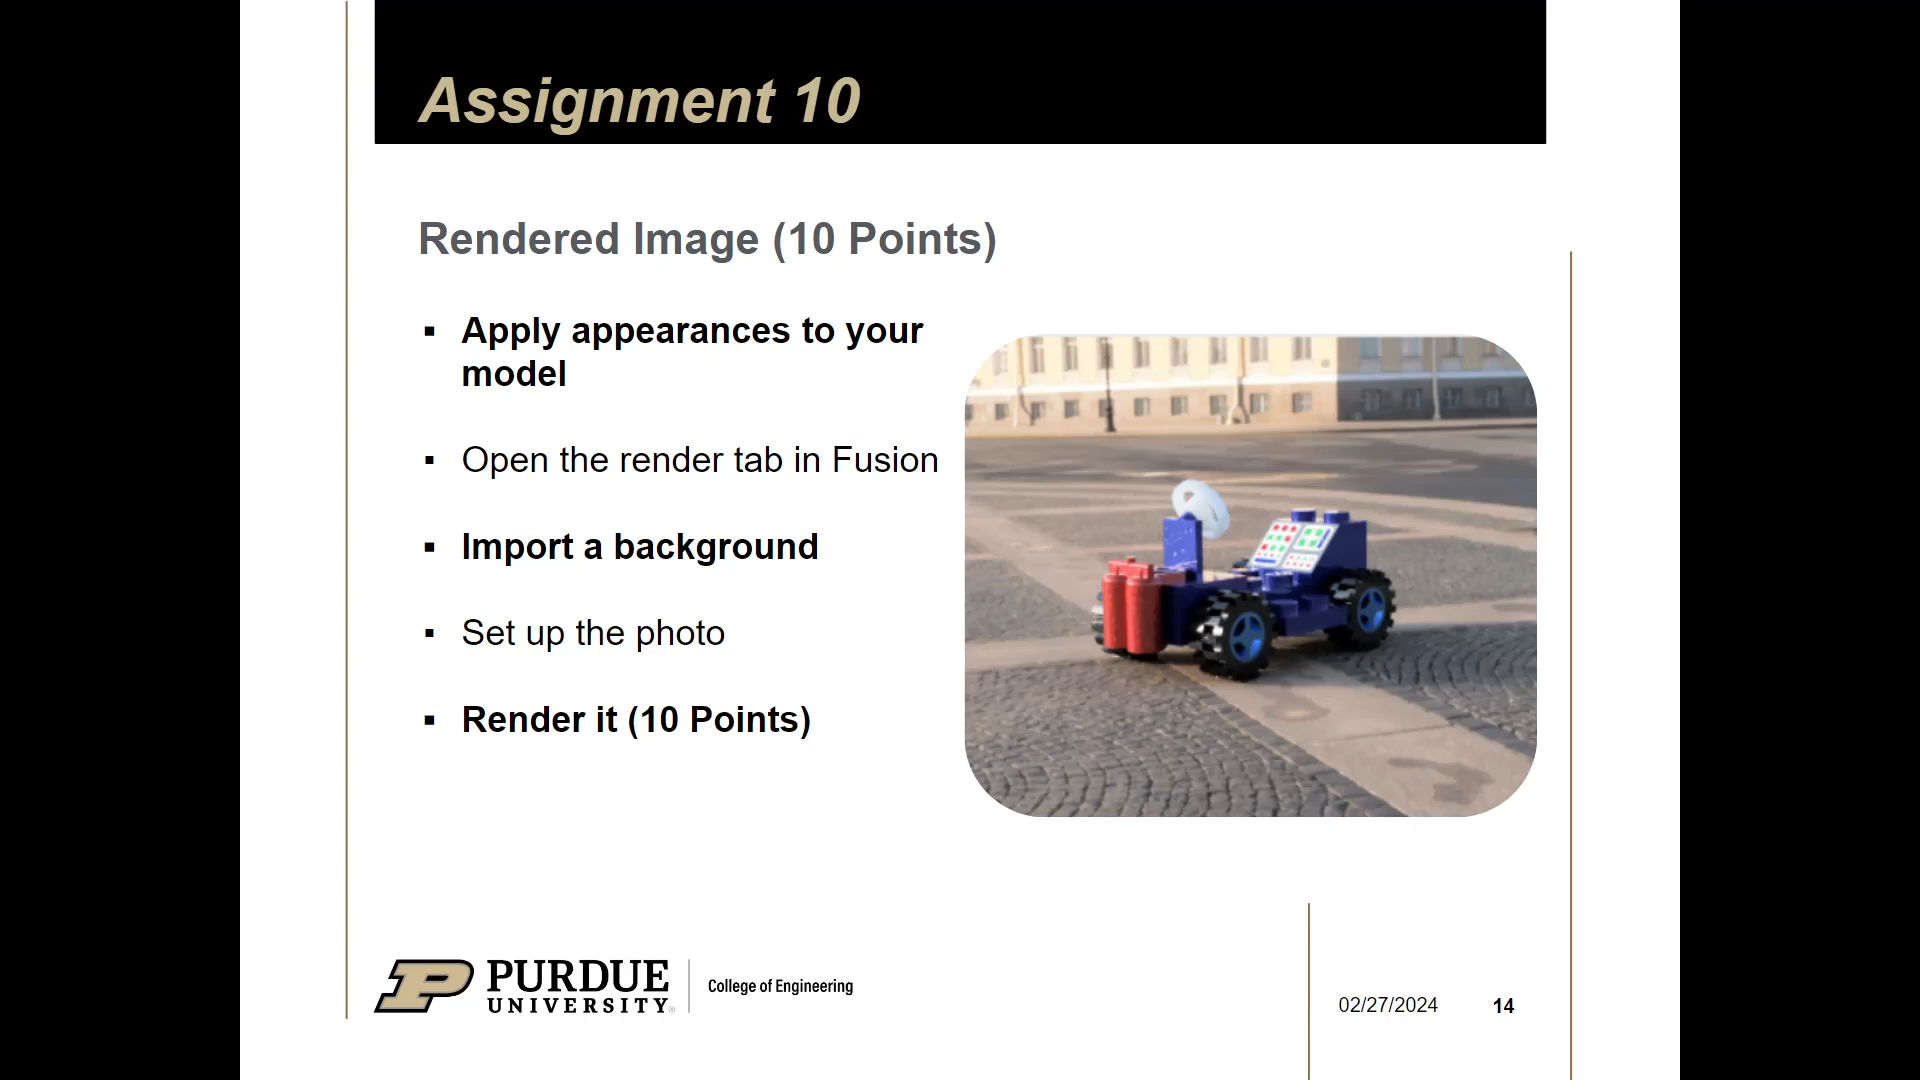 Assignment 10
Rendered Image (10 Points)
▪ Apply appearances to your
model
▪ Open the render tab in Fusion
▪ Import a background
▪ Set up the photo
▪ Render it (10 Points)
P PURDUE
UNIVERSITY®
College of Engineering
02/27/2024 14